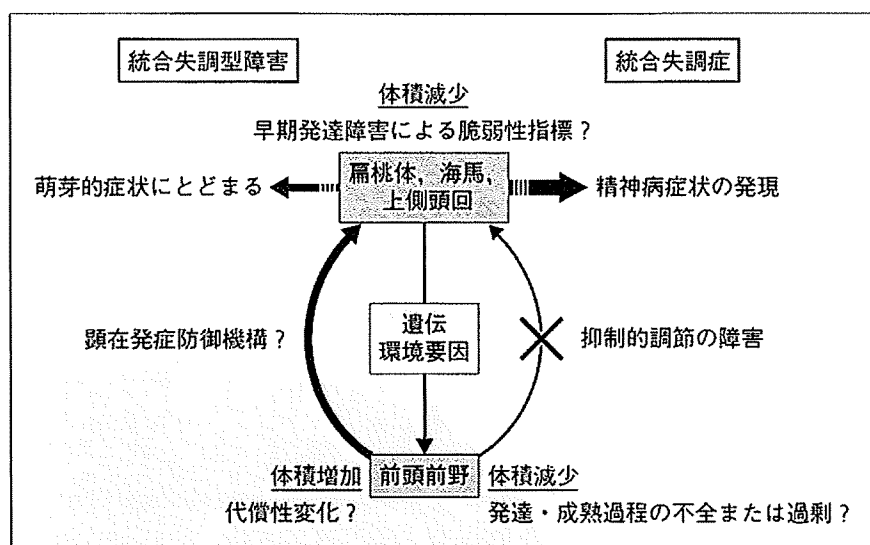 統合失調型障害
統合失調症
体積減少
早期発達障害による脆弱性指標？
萌芽的症状にとどまる
扁桃体，海馬，
上側頭回
精神病症状の発現
顕在発症防御機構？
遺伝
環境要因
抑制的調節の障害
体積増加
前頭前野
体積減少
代償性変化？
発達・成熟過程の不全または過剰？